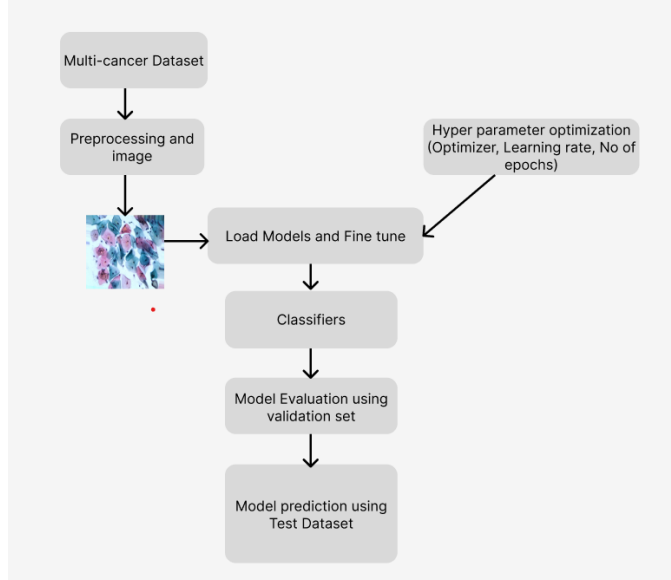 Multi-cancer Dataset
Preprocessing and
image
Hyper parameter optimization
(Optimizer, Learning rate, No of
epochs)
Load Models and Fine tune
Classifiers
Model Evaluation using
validation set
Model prediction using
Test Dataset